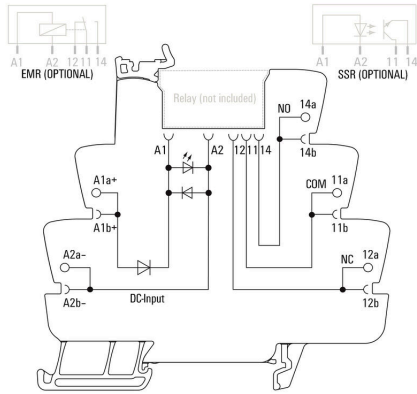 A1 A2 12 11 14
EMR (OPTIONAL)
A1 A2 11 14
SSR (OPTIONAL)
Relay (not included)
NO 14a
A1 A2 12 11 14
14b
A1a+
COM 11a
A1b+
11b
A2a–
NC 12a
DC-Input
A2b–
12b